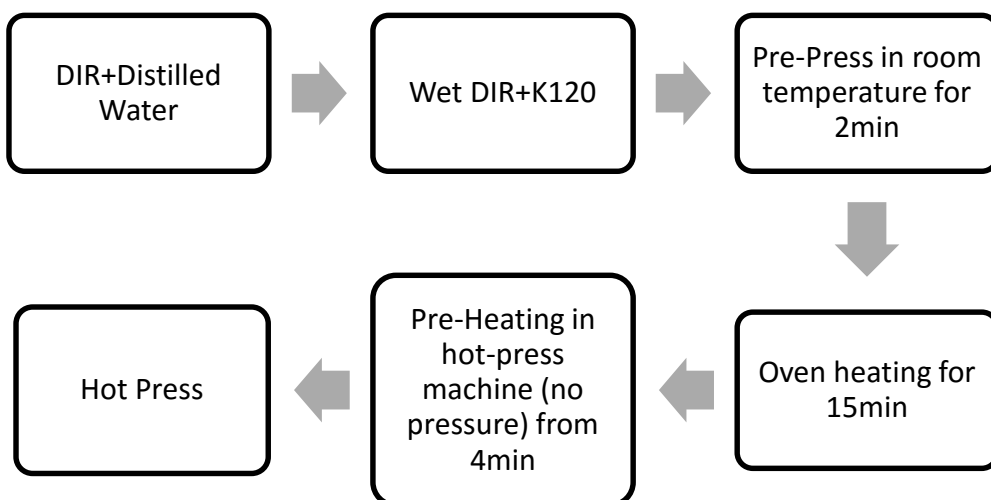 DIR+Distilled
Water
Wet DIR+K120
Pre-Press in room
temperature for
2min
Oven heating for
15min
Pre-Heating in
hot-press
machine (no
pressure) from
4min
Hot Press